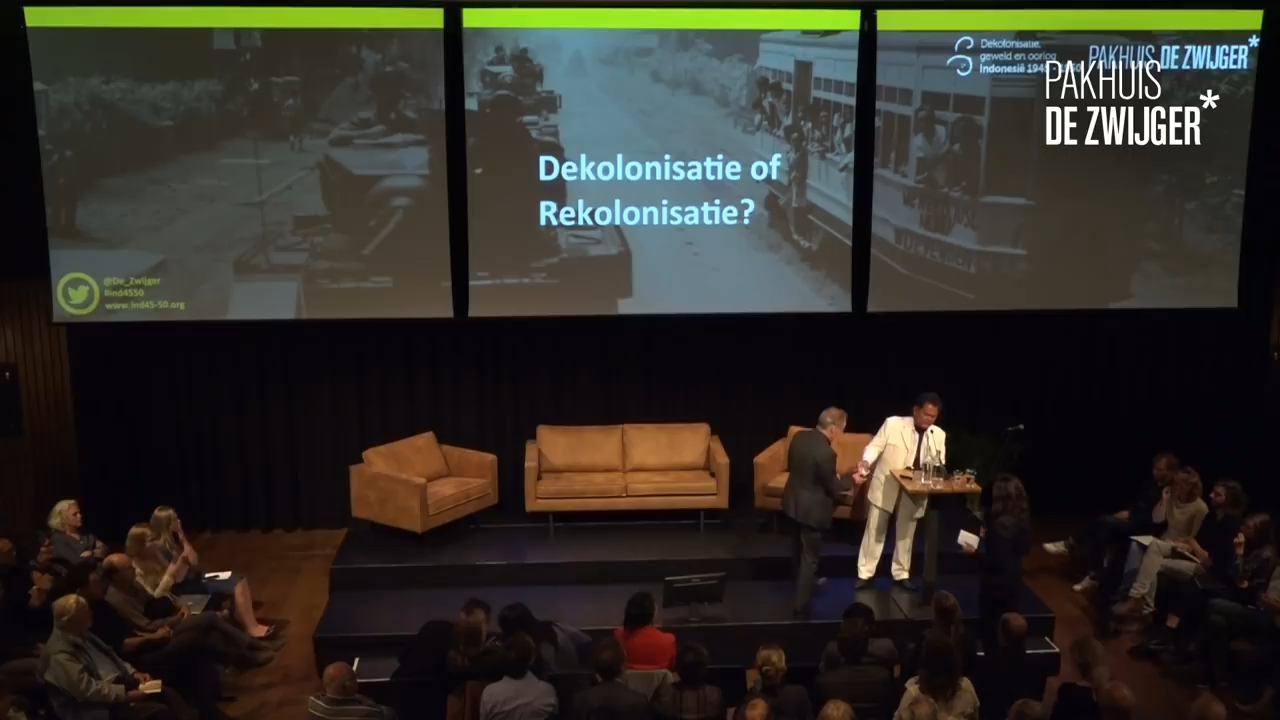 Dekolonisatie,
geweld en oorlog
Indonesië
PAKHUIS DE ZWIJGER*
PAKHUIS
DE ZWIJGER*
Dekolonisatie of
Rekolonisatie?
@De_Zwijger
#ind4550
www.ind45-50.org